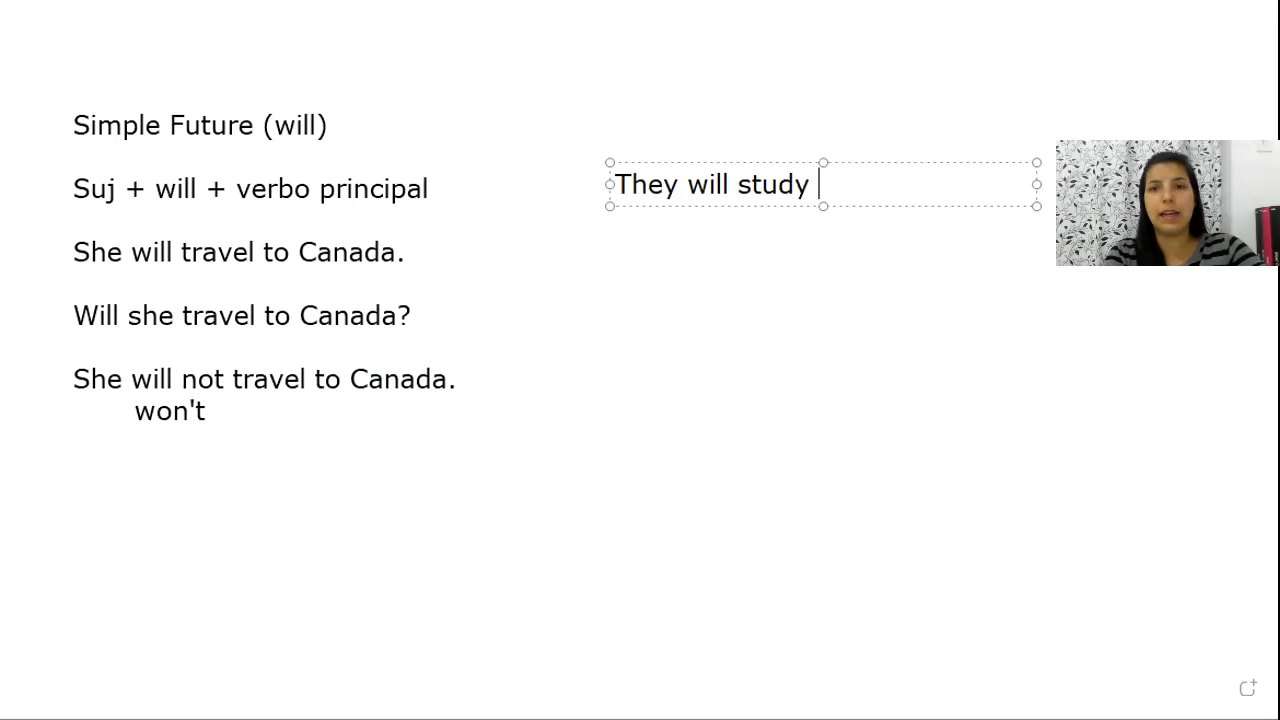 Simple Future (will)
Suj + will + verbo principal
She will travel to Canada.
Will she travel to Canada?
She will not travel to Canada.
won't
They will study